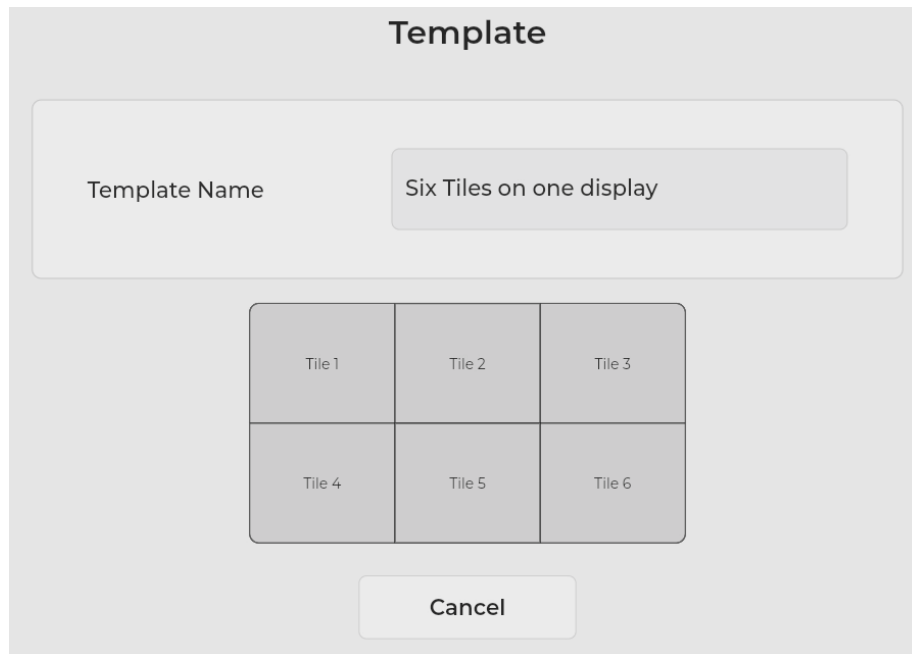 Template
Template Name
Six Tiles on one display
Tile 1
Tile 2
Tile 3
Tile 4
Tile 5
Tile 6
Cancel